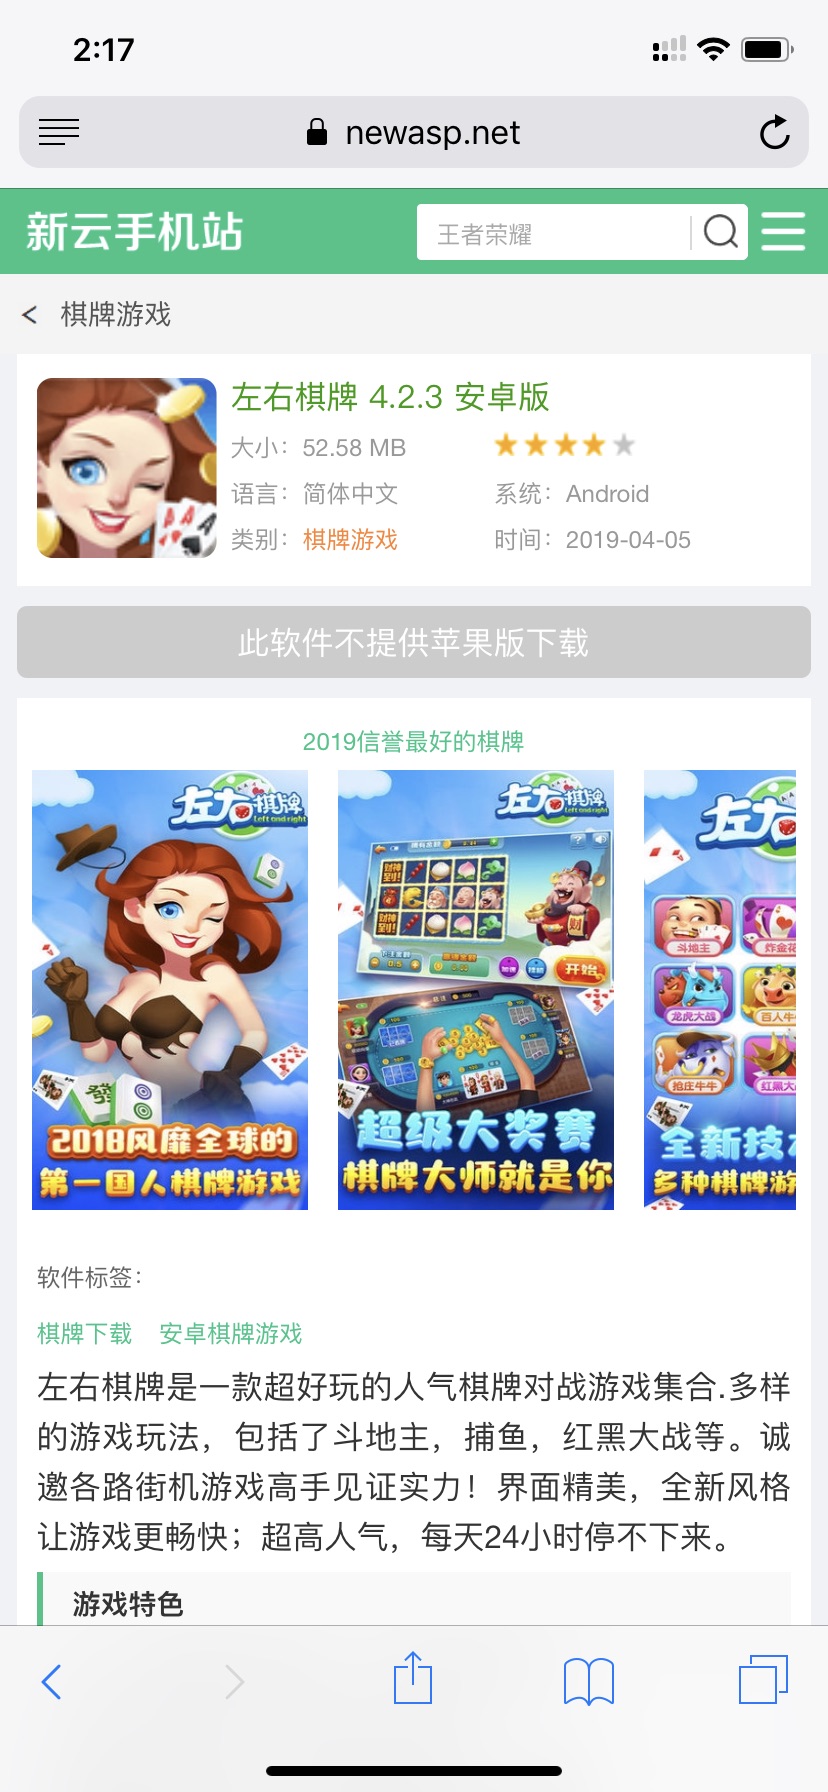 2:17
newasp.net
新云手机站
王者荣耀
< 棋牌游戏
左右棋牌 4.2.3 安卓版
大小：52.58 MB
语言：简体中文
系统：Android
类别：棋牌游戏
时间：2019-04-05
此软件不提供苹果版下载
2019信誉最好的棋牌
左右棋牌
Left and right
發
2018风靡全球的
第一国人棋牌游戏
左右棋牌
Left and right
财神到!
财神到!
财
开始
超级大奖赛
棋牌大师就是你
左右
斗地主
炸金花
龙虎大战
百人牛
抢庄牛牛
红黑大
全新技
多种棋牌游
软件标签：
棋牌下载 安卓棋牌游戏
左右棋牌是一款超好玩的人气棋牌对战游戏集合.多样
的游戏玩法，包括了斗地主，捕鱼，红黑大战等。诚
邀各路街机游戏高手见证实力！界面精美，全新风格
让游戏更畅快；超高人气，每天24小时停不下来。
游戏特色